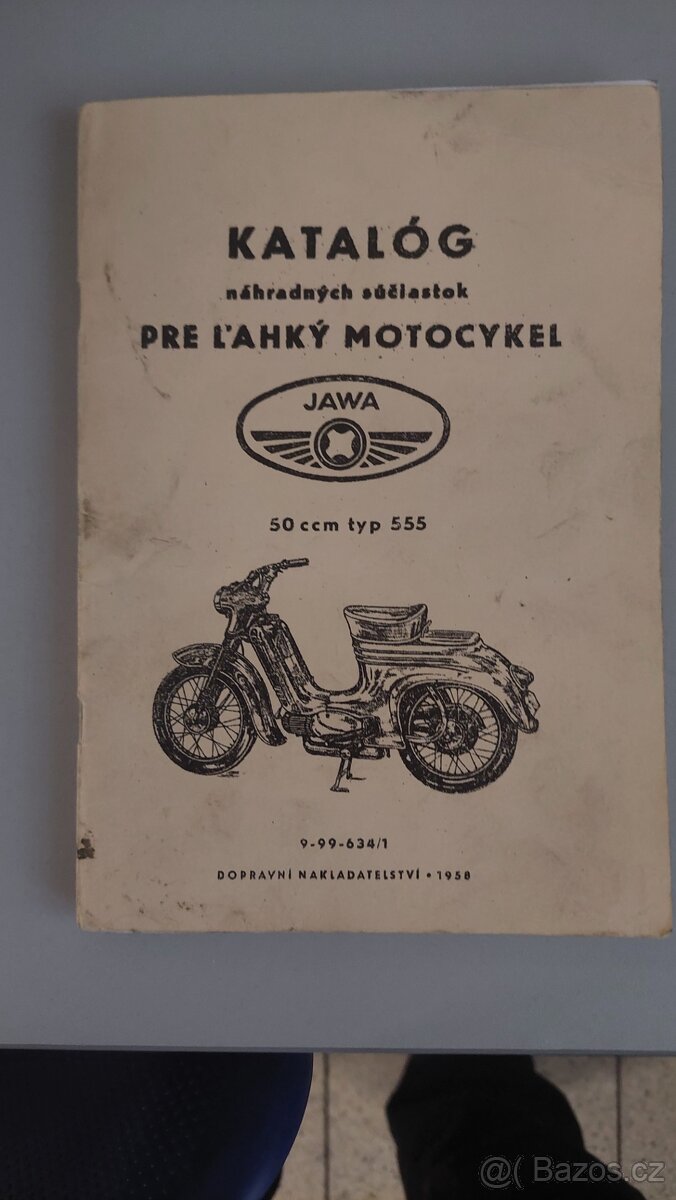 KATALÓG
náhradných súčiastok
PRE ĽAHKÝ MOTOCYKEL
JAWA
50 ccm typ 555
9-99-634/1
DOPRAVNÍ NAKLADATELSTVÍ • 1958
@( Bazos.cz